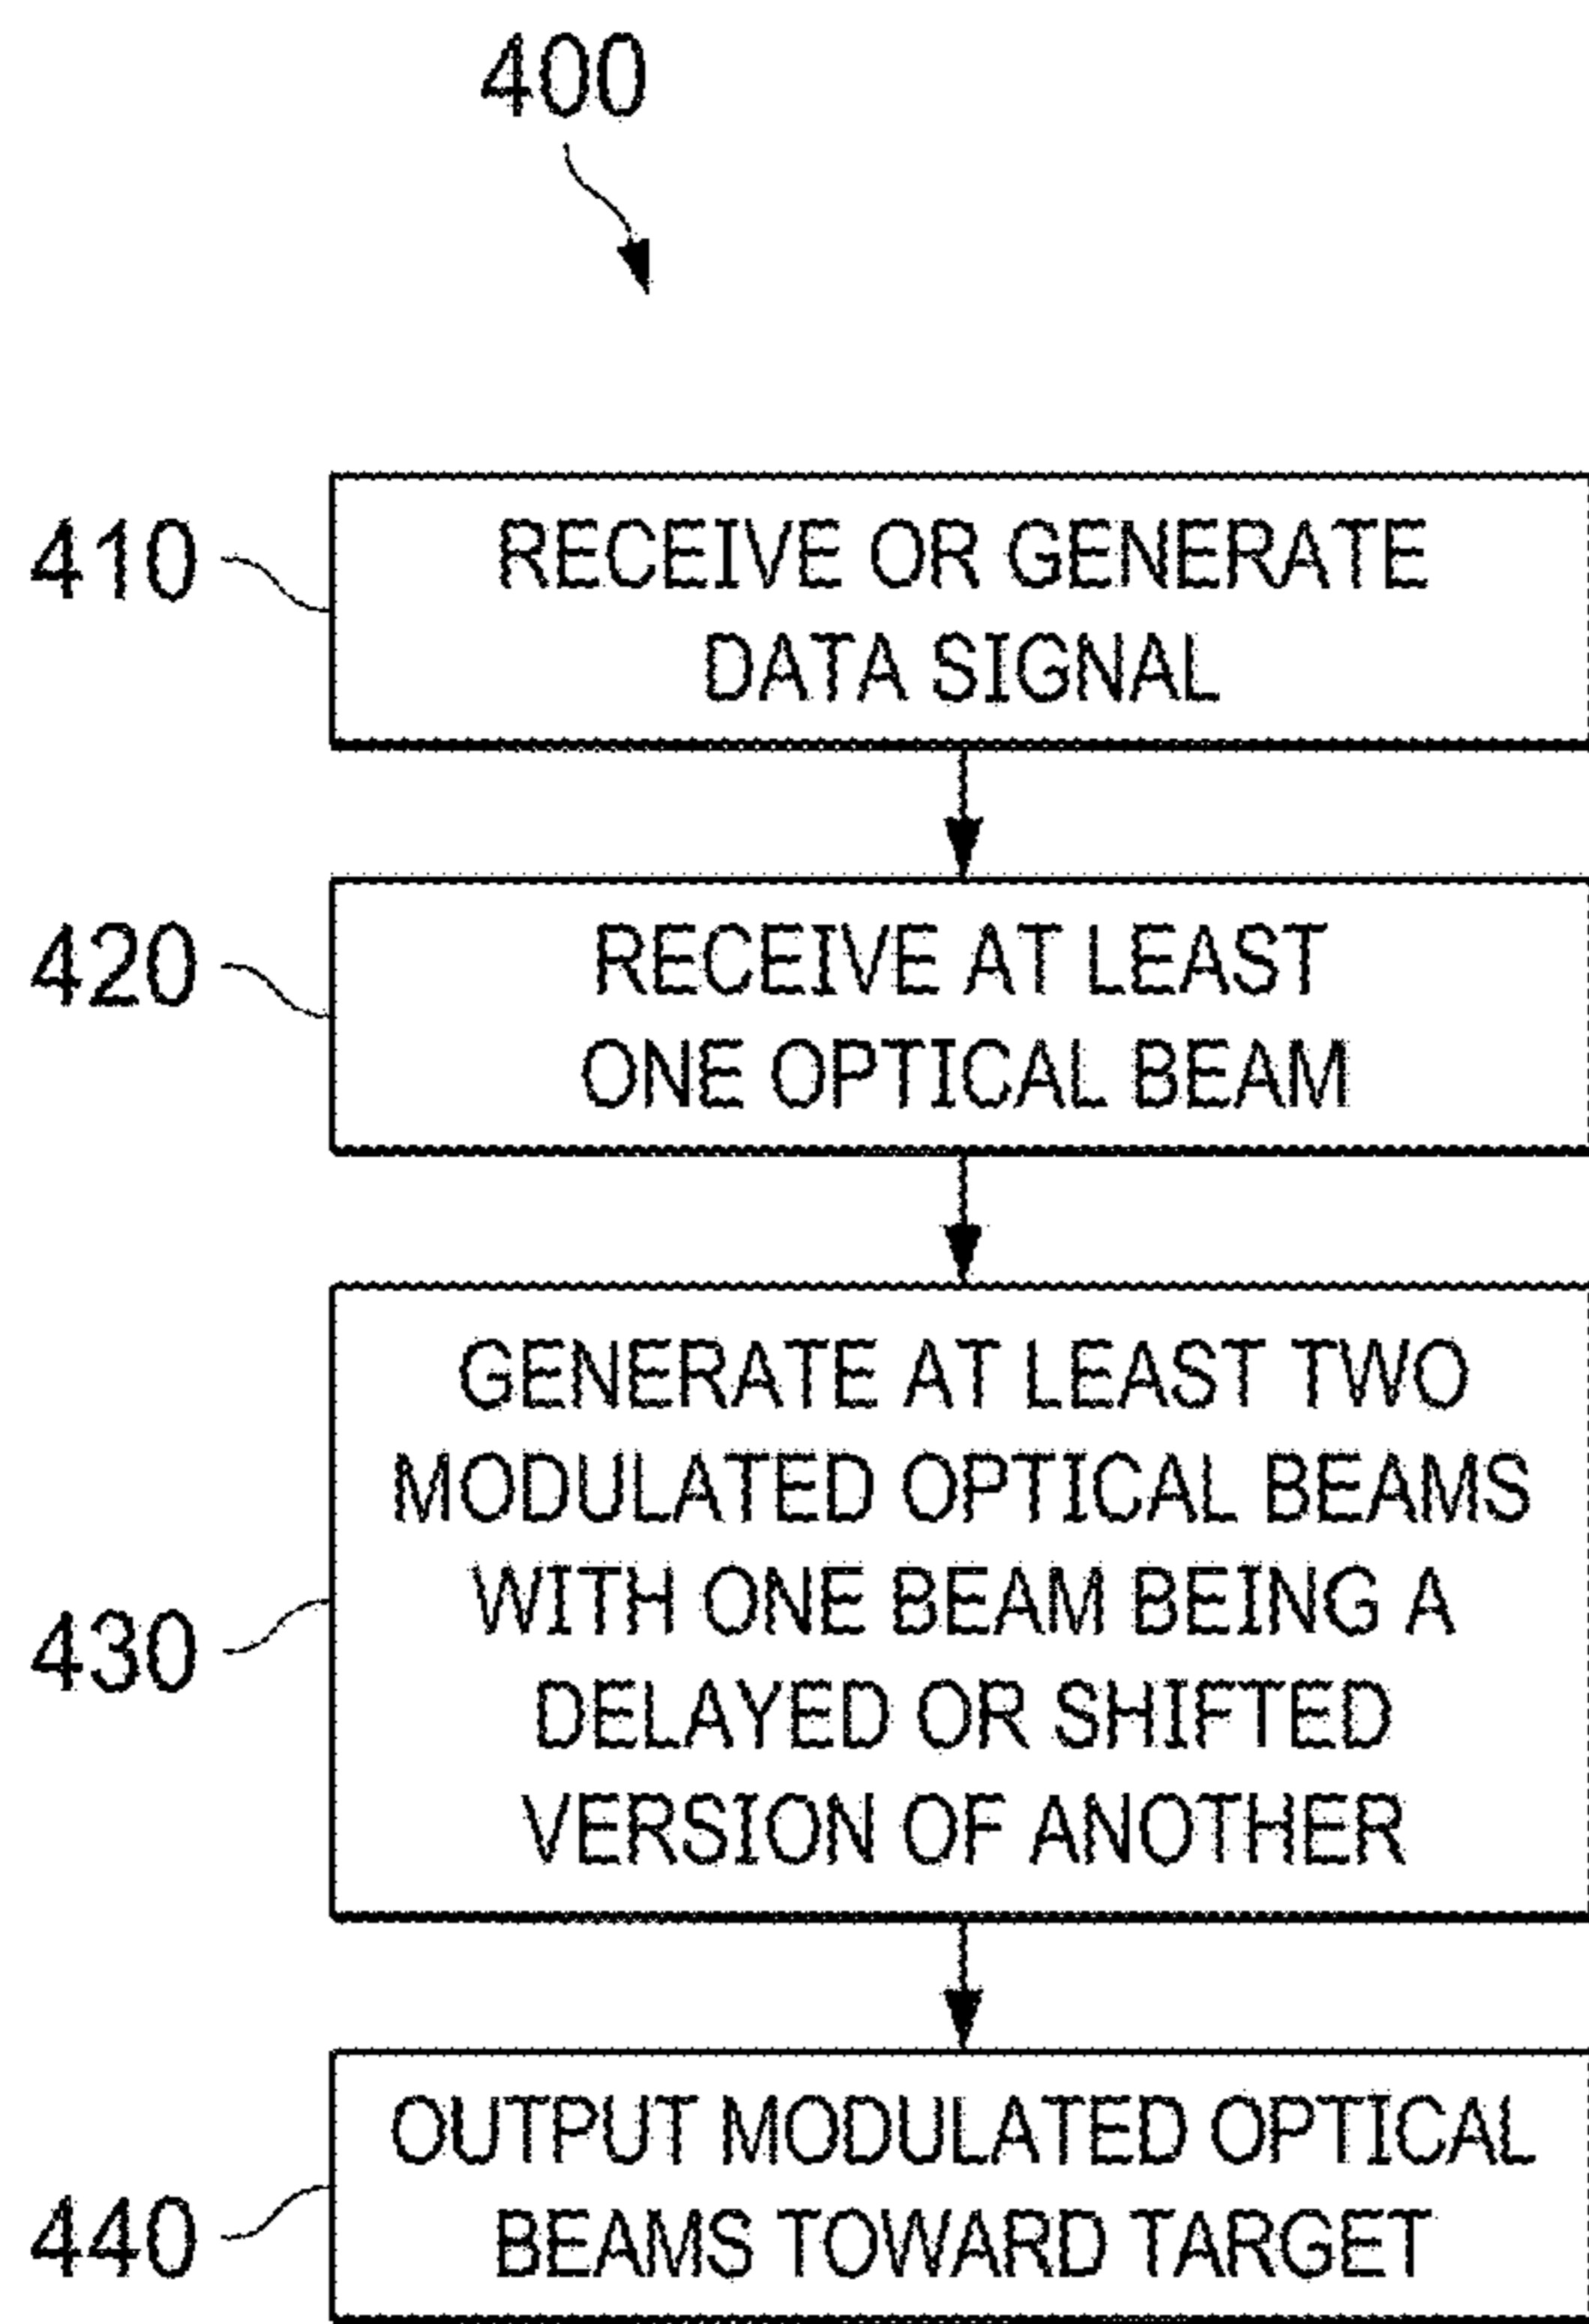 400
410
RECEIVE OR GENERATE
DATA SIGNAL
420
RECEIVE AT LEAST
ONE OPTICAL BEAM
430
GENERATE AT LEAST TWO
MODULATED OPTICAL BEAMS
WITH ONE BEAM BEING A
DELAYED OR SHIFTED
VERSION OF ANOTHER
440
OUTPUT MODULATED OPTICAL
BEAMS TOWARD TARGET